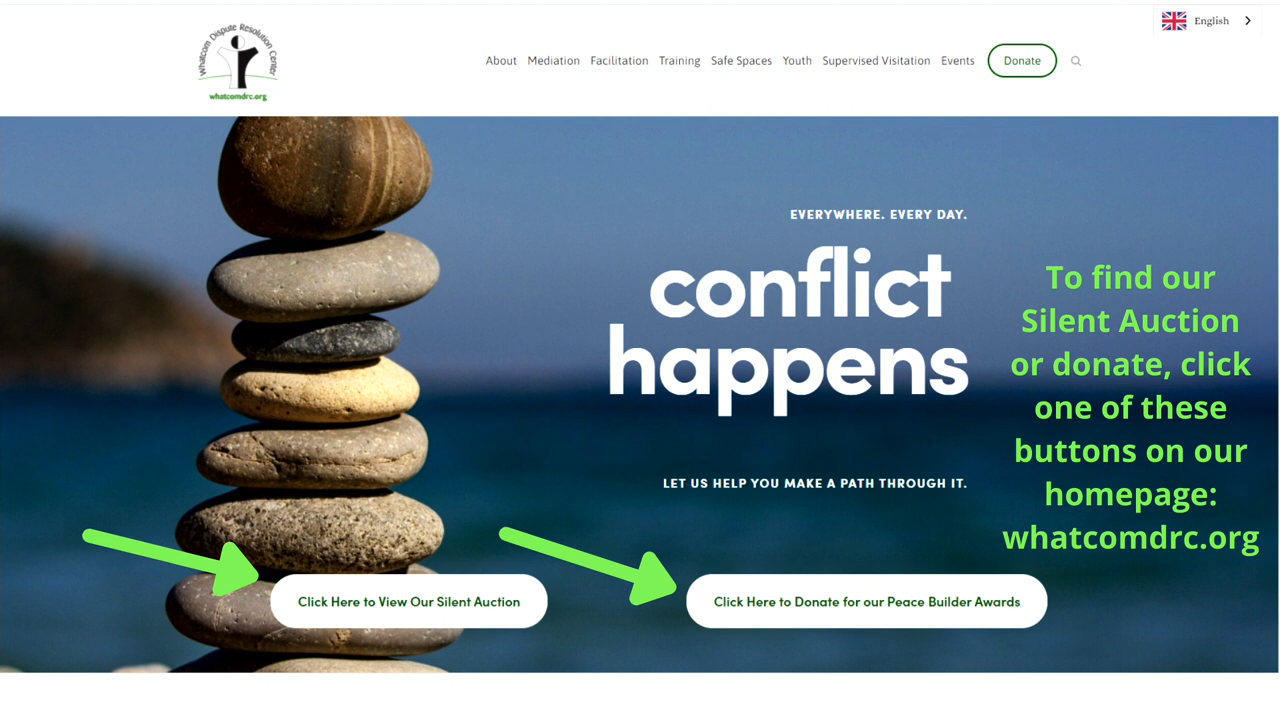 English
Whatcom Dispute Resolution Center
whatcomdrc.org
About Mediation Facilitation Training Safe Spaces Youth Supervised Visitation Events Donate
EVERYWHERE. EVERY DAY.
conflict
happens
LET US HELP YOU MAKE A PATH THROUGH IT.
To find our
Silent Auction
or donate, click
one of these
buttons on our
homepage:
whatcomdrc.org
Click Here to View Our Silent Auction
Click Here to Donate for our Peace Builder Awards